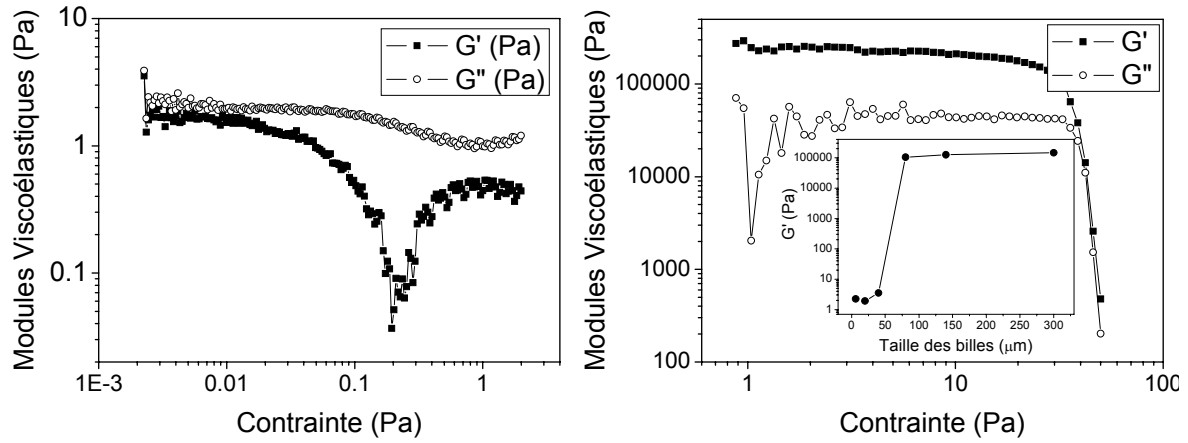 Modules Viscoélastiques (Pa)
10
1
0.1
1E-3
0.01
0.1
1
Contrainte (Pa)
G' (Pa)
G" (Pa)
Modules Viscoélastiques (Pa)
100000
10000
1000
100
1
10
100
Contrainte (Pa)
G'
G"
G' (Pa)
100000
10000
1000
100
10
1
0
50
100
150
200
250
300
Taille des billes (μm)